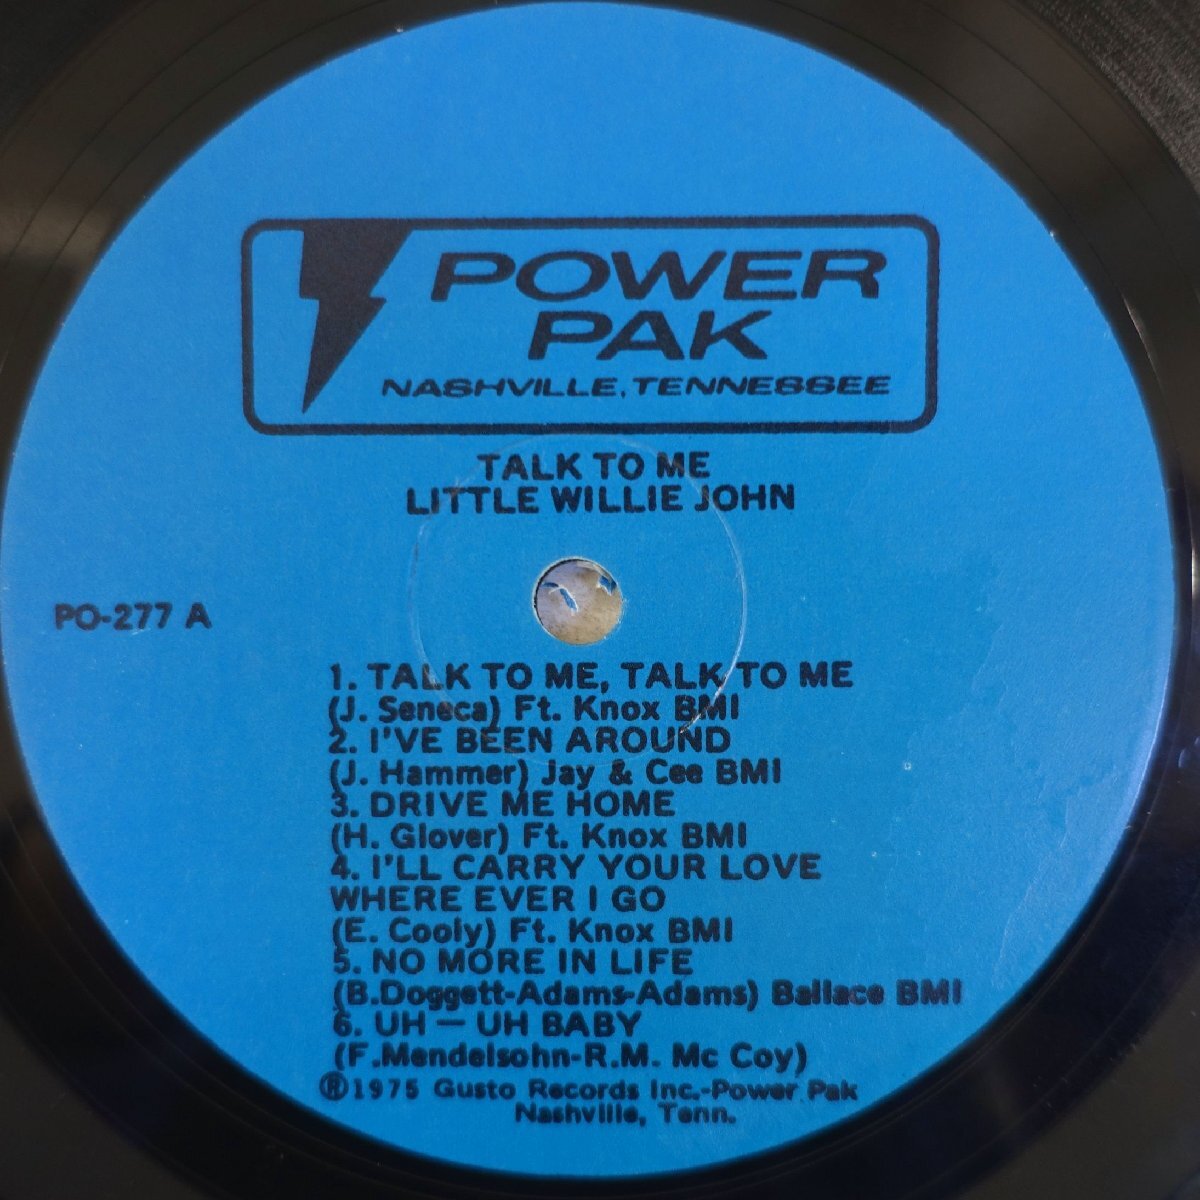 POWER
PAK
NASHVILLE, TENNESSEE
TALK TO ME
LITTLE WILLIE JOHN
PO-277 A
1. TALK TO ME, TALK TO ME
(J. Seneca) Ft. Knox BMI
2. I'VE BEEN AROUND
(J. Hammer) Jay & Cee BMI
3. DRIVE ME HOME
(H. Glover) Ft. Knox BMI
4. I'LL CARRY YOUR LOVE
WHERE EVER I GO
(E. Cooly) Ft. Knox BMI
5. NO MORE IN LIFE
(B.Doggett-Adams-Adams) Ballace BMI
6. UH — UH BABY
(F.Mendelsohn-R.M. Mc Coy)
Ⓡ1975 Gusto Records Inc.-Power Pak
Nashville, Tenn.